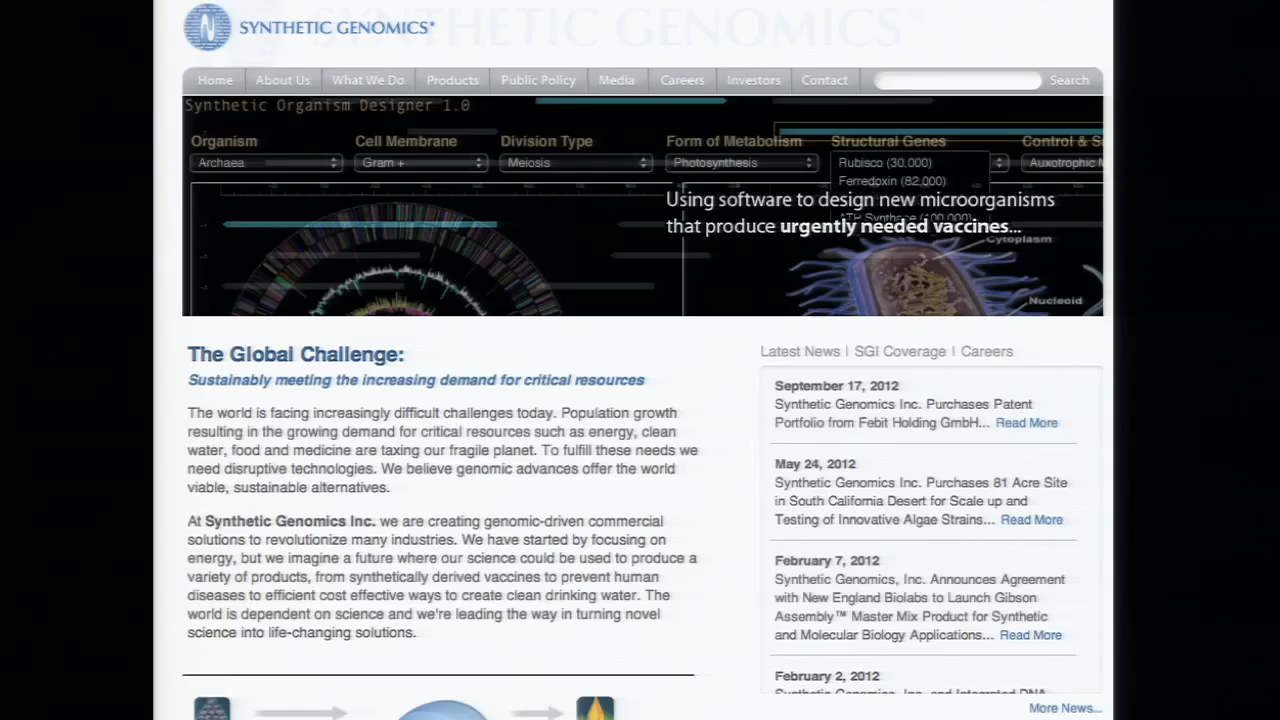 SYNTHETIC GENOMICS®
SYNTHETIC GENOMICS
Home About Us What We Do Products Public Policy Media Careers Investors Contact Search
Synthetic Organism Designer 1.0
Organism Cell Membrane Division Type Form of Metabolism Structural Genes Control & S
Archaea Gram + Meiosis Photosynthesis Rubisco (30,000) Auxotrophic M
Ferredoxin (82,000)
Using software to design new microorganisms
ATP Synthase (100,000)
that produce urgently needed vaccines...
Cytoplasm
Nucleoid
The Global Challenge:
Sustainably meeting the increasing demand for critical resources
The world is facing increasingly difficult challenges today. Population growth
resulting in the growing demand for critical resources such as energy, clean
water, food and medicine are taxing our fragile planet. To fulfill these needs we
need disruptive technologies. We believe genomic advances offer the world
viable, sustainable alternatives.
At Synthetic Genomics Inc. we are creating genomic-driven commercial
solutions to revolutionize many industries. We have started by focusing on
energy, but we imagine a future where our science could be used to produce a
variety of products, from synthetically derived vaccines to prevent human
diseases to efficient cost effective ways to create clean drinking water. The
world is dependent on science and we're leading the way in turning novel
science into life-changing solutions.
Latest News | SGI Coverage | Careers
September 17, 2012
Synthetic Genomics Inc. Purchases Patent
Portfolio from Febit Holding GmbH... Read More
May 24, 2012
Synthetic Genomics Inc. Purchases 81 Acre Site
in South California Desert for Scale up and
Testing of Innovative Algae Strains... Read More
February 7, 2012
Synthetic Genomics, Inc. Announces Agreement
with New England Biolabs to Launch Gibson
Assembly™ Master Mix Product for Synthetic
and Molecular Biology Applications... Read More
February 2, 2012
Synthetic Genomics, Inc. and Integrated DNA
More News...